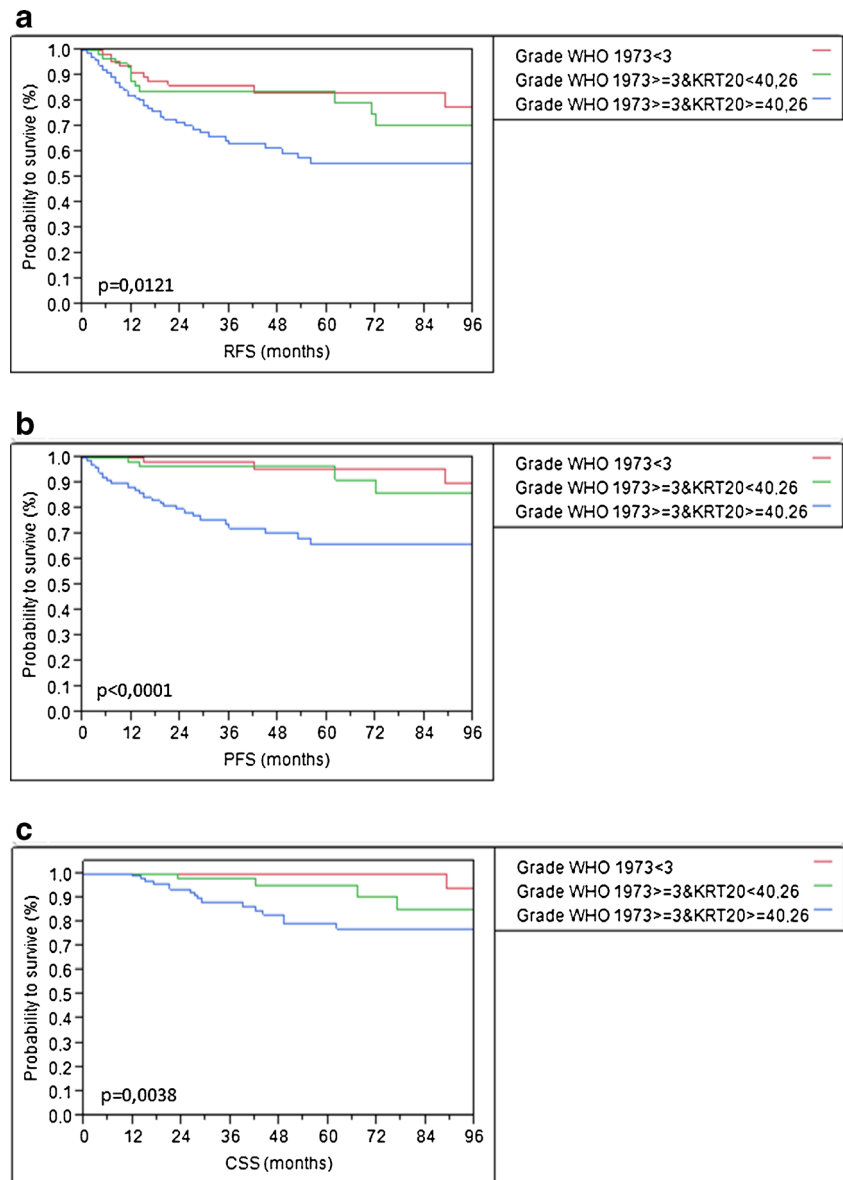 a
Grade WHO 1973<3
Grade WHO 1973>=3&KRT20<40,26
Grade WHO 1973>=3&KRT20>=40,26
Probability to survive (%)
1.0
0.9
0.8
0.7
0.6
0.5
0.4
0.3
0.2
0.1
0.0
p=0,0121
0 12 24 36 48 60 72 84 96
RFS (months)
b
Grade WHO 1973<3
Grade WHO 1973>=3&KRT20<40.26
Grade WHO 1973>=3&KRT20>=40.26
Probability to survive (%)
1.0
0.9
0.8
0.7
0.6
0.5
0.4
0.3
0.2
0.1
0.0
p<0,0001
0 12 24 36 48 60 72 84 96
PFS (months)
c
Grade WHO 1973<3
Grade WHO 1973>=3&KRT20<40.26
Grade WHO 1973>=3&KRT20>=40.26
Probability to survive (%)
1.0
0.9
0.8
0.7
0.6
0.5
0.4
0.3
0.2
0.1
0.0
p=0,0038
0 12 24 36 48 60 72 84 96
CSS (months)